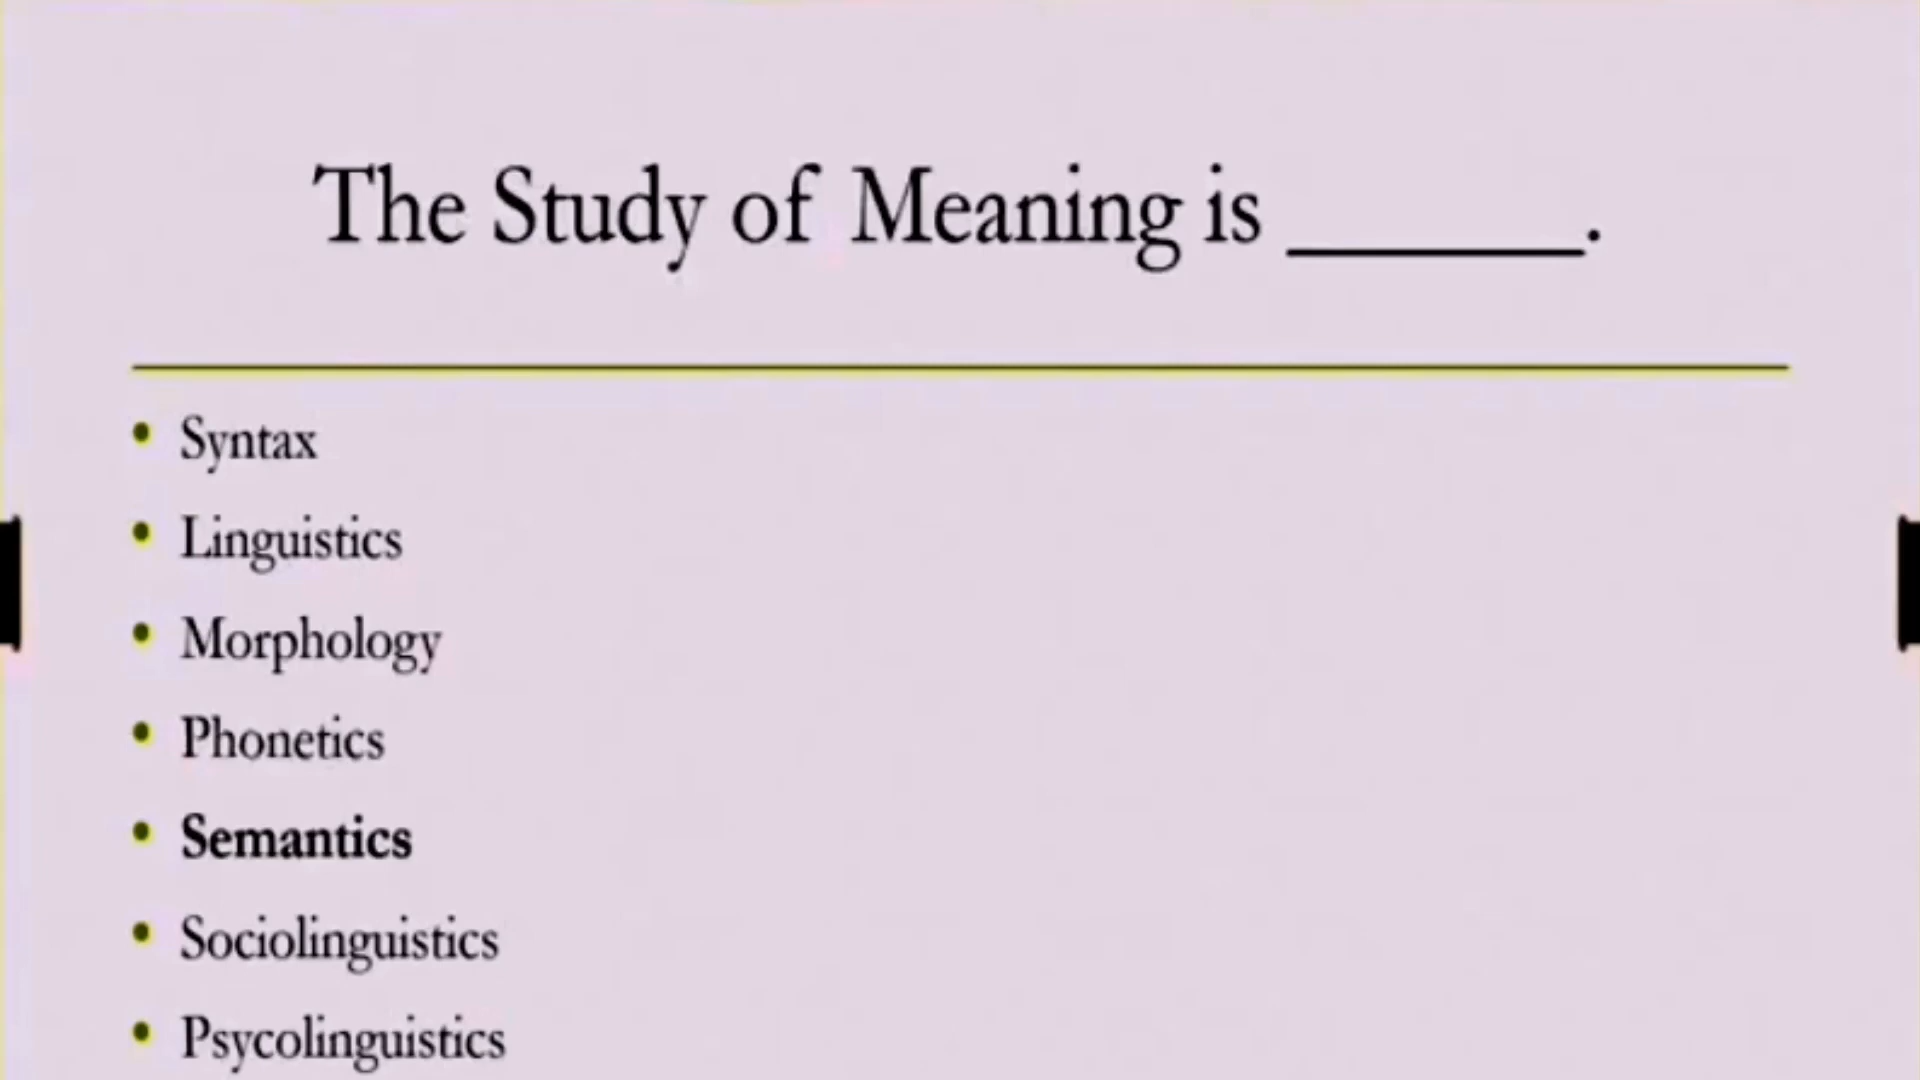 The Study of Meaning is ______.
• Syntax
• Linguistics
• Morphology
• Phonetics
• Semantics
• Sociolinguistics
• Psycolinguistics